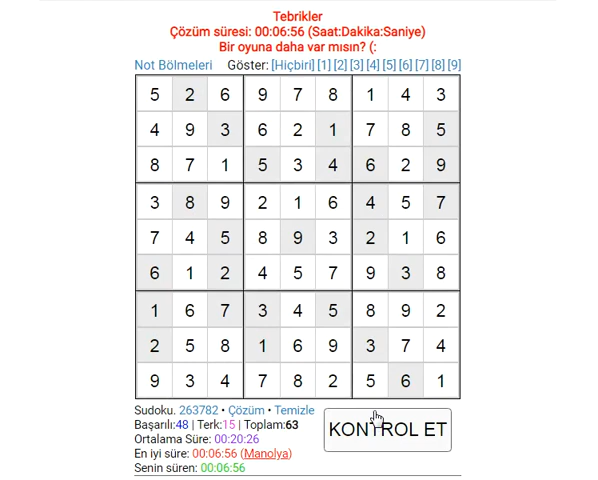 Tebrikler
Çözüm süresi: 00:06:56 (Saat:Dakika:Saniye)
Bir oyuna daha var mısın? (:
Not Bölmeleri Göster: [Hiçbiri] [1] [2] [3] [4] [5] [6] [7] [8] [9]
5 2 6 9 7 8 1 4 3
4 9 3 6 2 1 7 8 5
8 7 1 5 3 4 6 2 9
3 8 9 2 1 6 4 5 7
7 4 5 8 9 3 2 1 6
6 1 2 4 5 7 9 3 8
1 6 7 3 4 5 8 9 2
2 5 8 1 6 9 3 7 4
9 3 4 7 8 2 5 6 1
Sudoku. 263782 • Çözüm • Temizle
Başarılı:48 | Terk:15 | Toplam:63
Ortalama Süre: 00:20:26
En iyi süre: 00:06:56 (Manolya)
Senin süren: 00:06:56
KONTROL ET